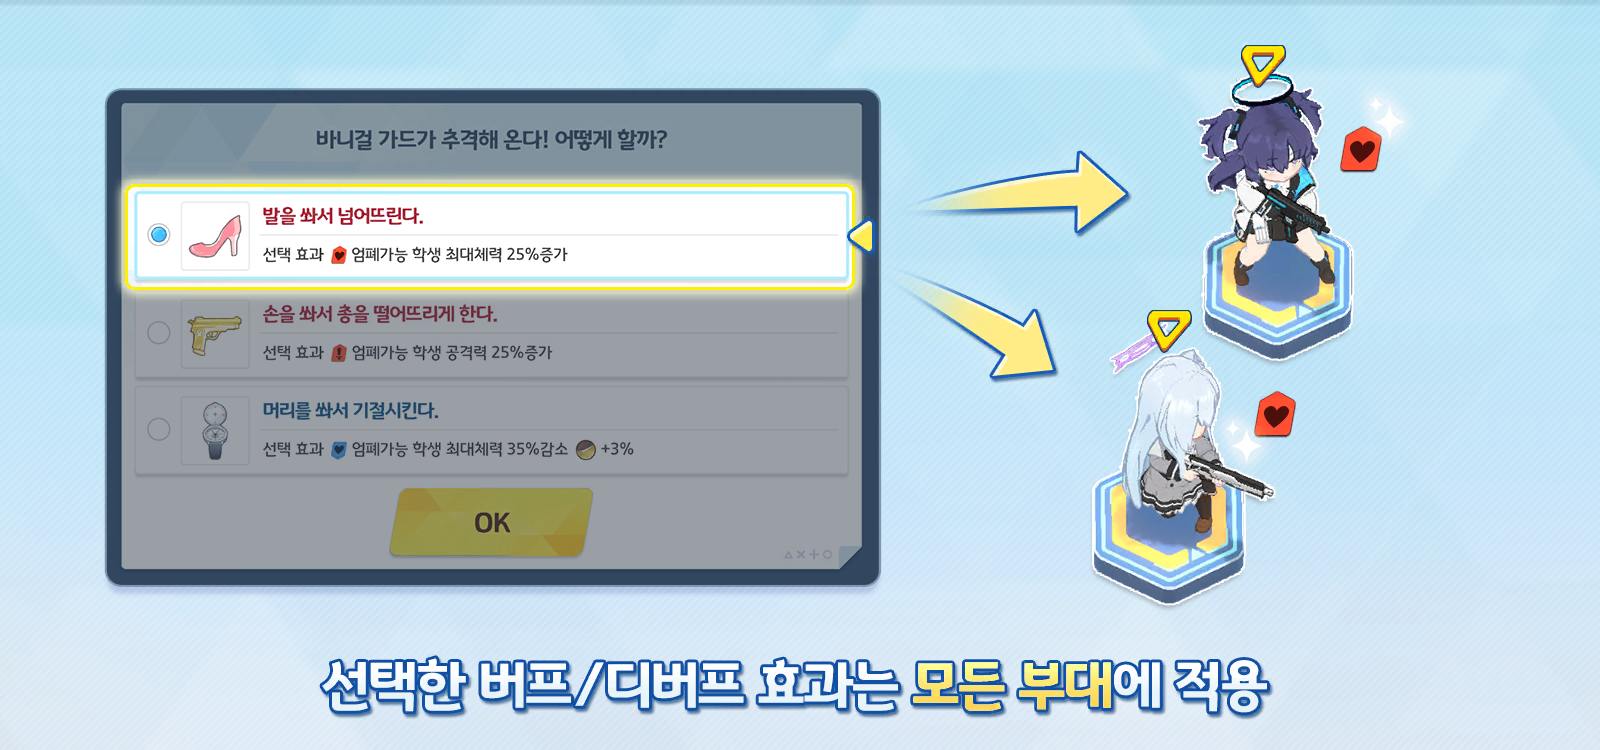 바니걸 가드가 추격해 온다! 어떻게 할까?
발을 쏴서 넘어뜨린다.
선택 효과 엄폐가능 학생 최대체력 25%증가
손을 쏴서 총을 떨어뜨리게 한다.
선택 효과 엄폐가능 학생 공격력 25%증가
머리를 쏴서 기절시킨다.
선택 효과 엄폐가능 학생 최대체력 35%감소 +3%
OK
선택한 버프/디버프 효과는 모든 부대에 적용